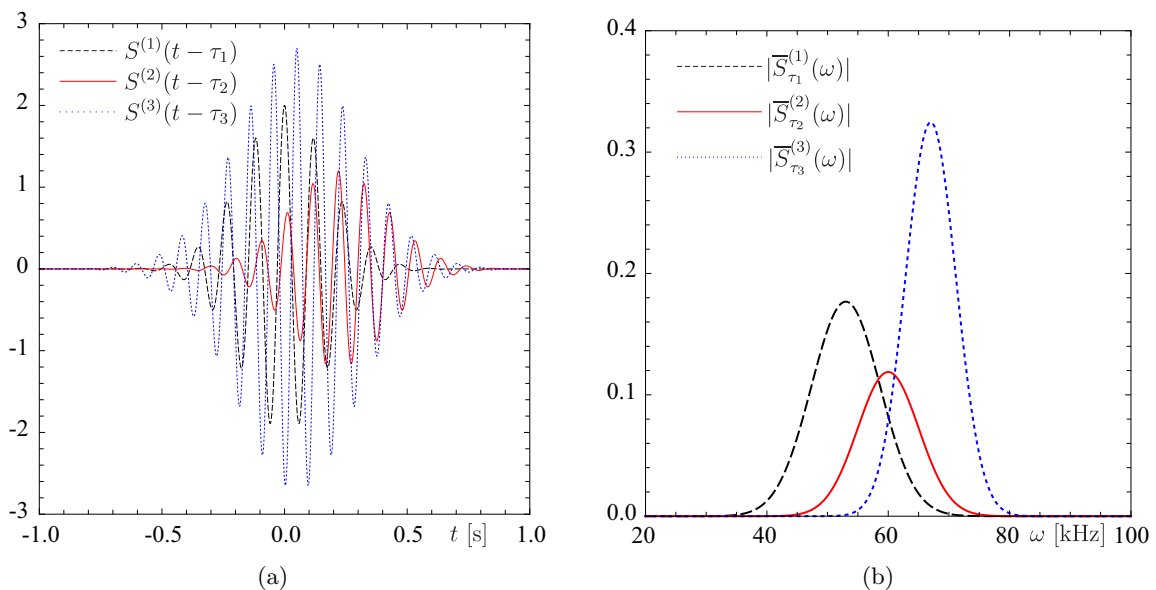 3
2
1
0
-1
-2
-3
S^{(1)}(t − τ_1)
S^{(2)}(t − τ_2)
S^{(3)}(t − τ_3)
-1.0 -0.5 0.0 0.5 t [s] 1.0
(a)
0.4
0.3
0.2
0.1
0.0
|\overline{S}^{(1)}_{τ_1}(ω)|
|\overline{S}^{(2)}_{τ_2}(ω)|
|\overline{S}^{(3)}_{τ_3}(ω)|
20 40 60 80 ω [kHz] 100
(b)